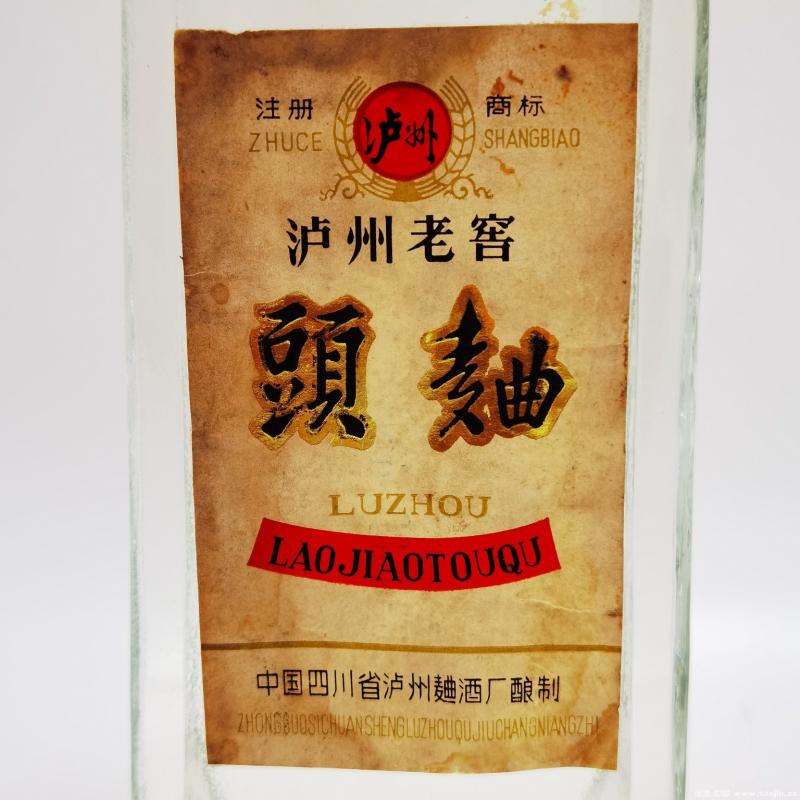 注册 泸州 商标
ZHUCE SHANGBIAO
泸州老窖
頭麯
LUZHOU
LAOJIAOTOUQU
中国四川省泸州麯酒厂酿制
ZHONGGUOSICHUANSHENGLUZHOUQUJIUCHANGNIANGZHI